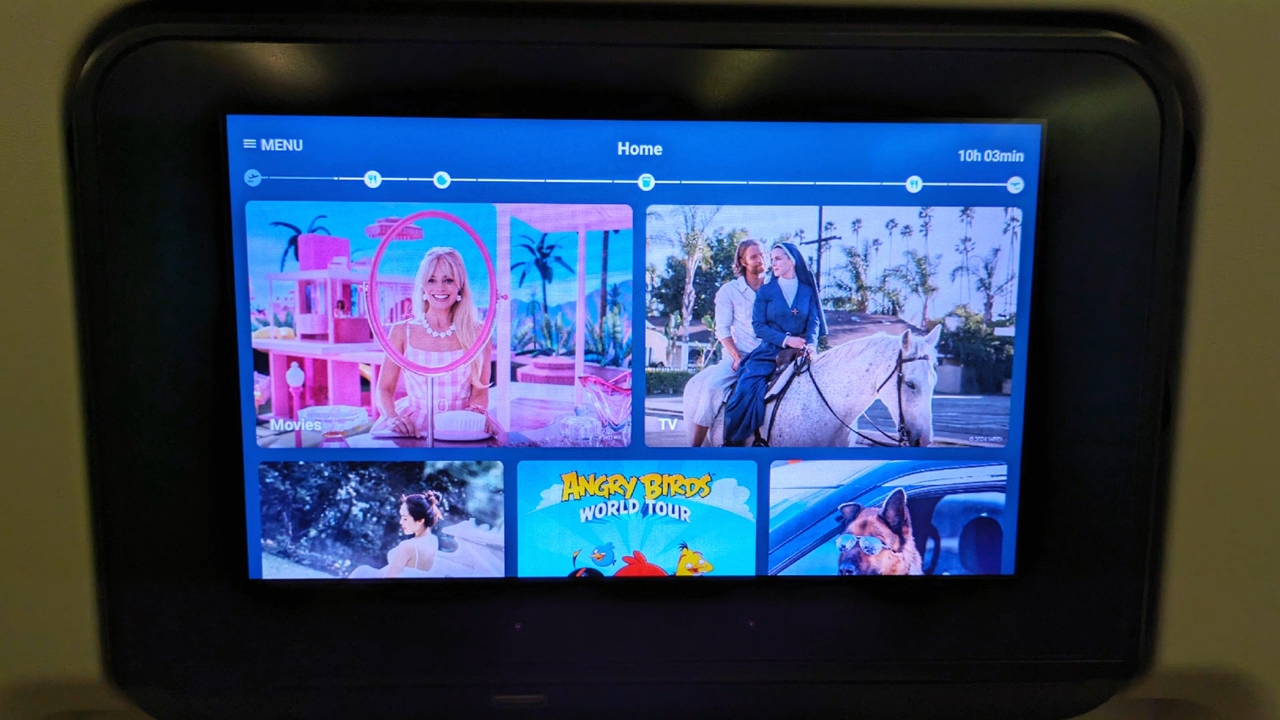 MENU
Home
10h 03min
Movies
TV
ANGRY BIRDS
WORLD TOUR